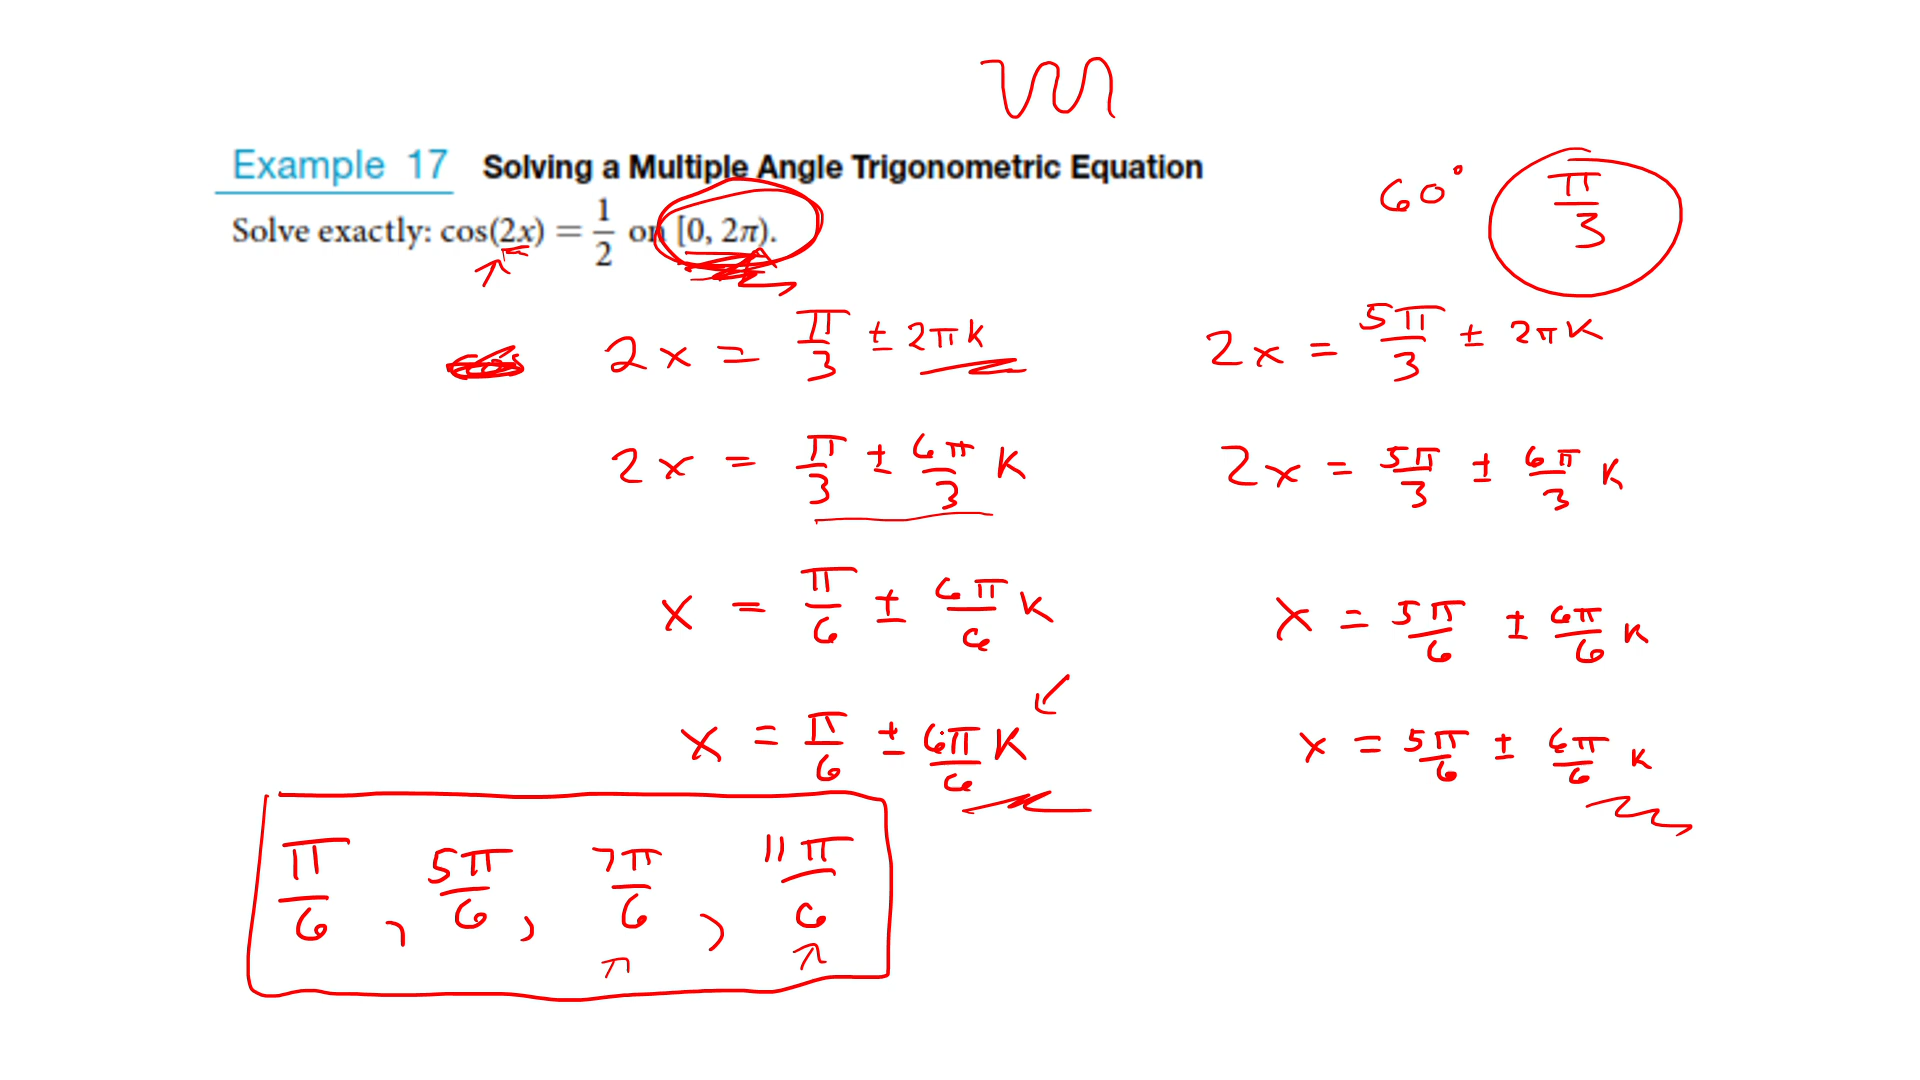 Example 17 Solving a Multiple Angle Trigonometric Equation
Solve exactly: cos(2x) = 1/2 on [0, 2π).
60° π/3
2x = π/3 ± 2πk
2x = 5π/3 ± 2πk
2x = π/3 ± 6π/3 k
2x = 5π/3 ± 6π/3 k
x = π/6 ± 6π/6 k
x = 5π/6 ± 6π/6 k
x = π/6 ± 6π/6 k
x = 5π/6 ± 6π/6 k
π/6 , 5π/6 , 7π/6 , 11π/6